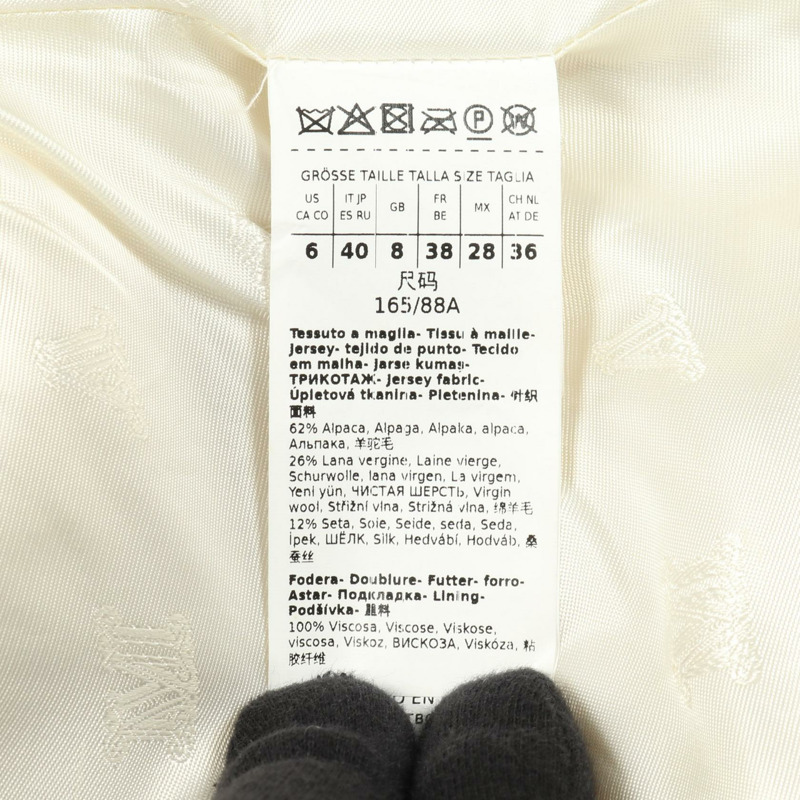 P W
GRÖSSE TAILLE TALLA SIZE TAGLIA
US CA CO | IT JP ES RU | GB | FR BE | MX | CH NL AT DE
6 | 40 | 8 | 38 | 28 | 36
尺码
165/88A
Tessuto a maglia- Tissu à maille-
Jersey- tejido de punto- Tecido
em malha- Jarse kumaş-
ТРИКОТАЖ- Jersey fabric-
Úpletová tkanina- Pletenina- 针织
面料
62% Alpaca, Alpaga, Alpaka, alpaca,
Альпака, 羊驼毛
26% Lana vergine, Laine vierge,
Schurwolle, lana virgen, La virgem,
Yeni yün, ЧИСТАЯ ШЕРСТЬ, Virgin
wool, Střižní vlna, Strižná vlna, 绵羊毛
12% Seta, Soie, Seide, seda, Seda,
İpek, ШЁЛК, Silk, Hedvábí, Hodváb, 桑
蚕丝
Fodera- Doublure- Futter- forro-
Astar- Подкладка- Lining-
Podšívka- 里料
100% Viscosa, Viscose, Viskose,
viscosa, Viskoz, ВИСКОЗА, Viskóza, 粘
胶纤维